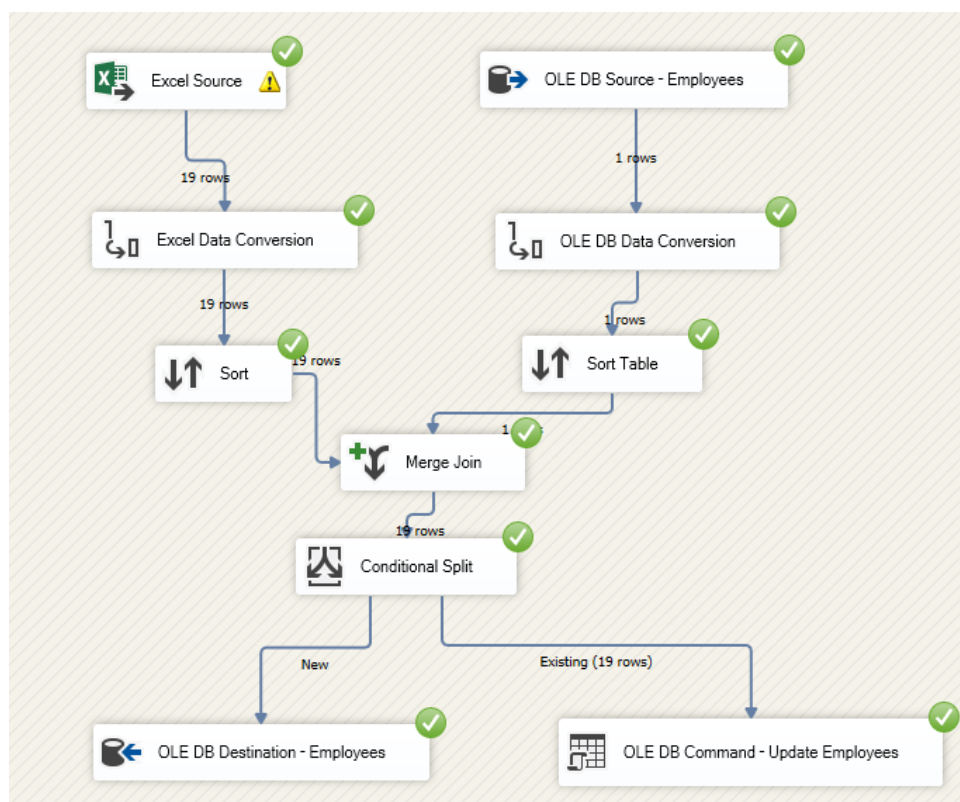 Excel Source
OLE DB Source - Employees
19 rows
1 rows
Excel Data Conversion
OLE DB Data Conversion
19 rows
1 rows
Sort
19 rows
Sort Table
1
Merge Join
19 rows
Conditional Split
New
Existing (19 rows)
OLE DB Destination - Employees
OLE DB Command - Update Employees